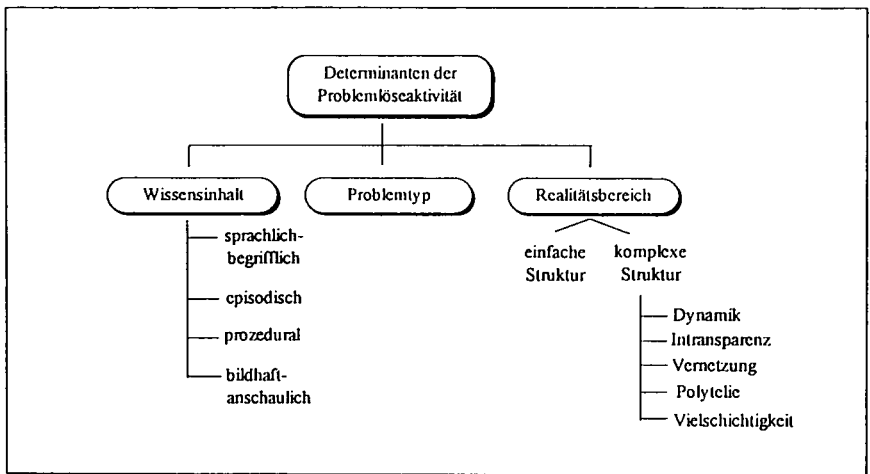 Determinanten der
Problemlöseaktivität
Wissensinhalt
Problemtyp
Realitätsbereich
sprachlich-
begrifflich
episodisch
prozedural
bildhaft-
anschaulich
einfache
Struktur
komplexe
Struktur
Dynamik
Intransparenz
Vernetzung
Polytelie
Vielschichtigkeit